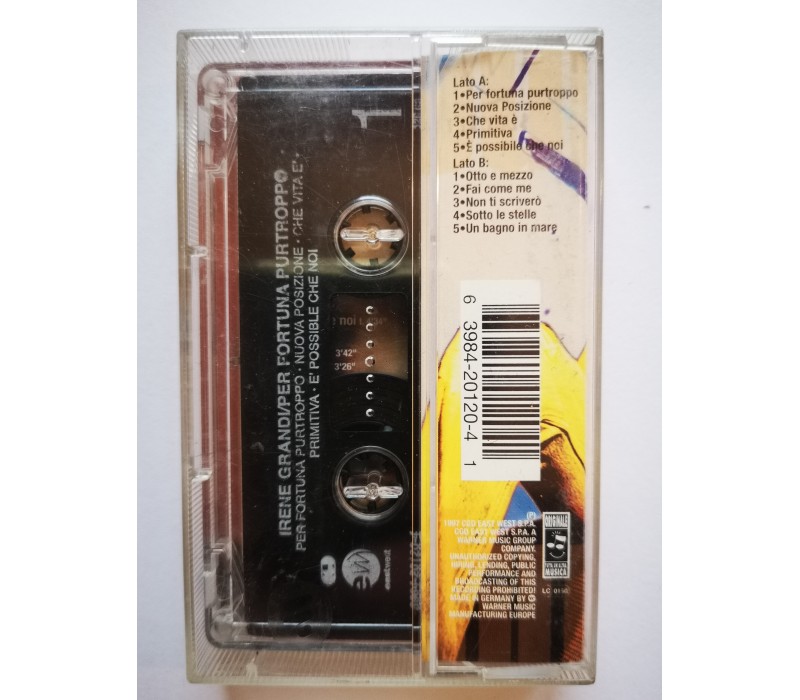 Lato A:
1•Per fortuna purtroppo
2•Nuova Posizione
3•Che vita è
4•Primitiva
5•È possibile che noi
Lato B:
1•Otto e mezzo
2•Fai come me
3•Non ti scriverò
4•Sotto le stelle
5•Un bagno in mare
1
IRENE GRANDI/PER FORTUNA PURTROPPO
PER FORTUNA PURTROPPO · NUOVA POSIZIONE · CHE VITA E' ·
PRIMITIVA · E' POSSIBLE CHE NOI
3'42"
3'26"
ew
eastwest
6 3984-20120-4 1
(P)
1997 CGD EAST WEST S.P.A.
CGD EAST WEST S.P.A. A
WARNER MUSIC GROUP
COMPANY.
UNAUTHORIZED COPYING,
HIRING, LENDING, PUBLIC
PERFORMANCE AND
BROADCASTING OF THIS
RECORDING PROHIBITED!
MADE IN GERMANY BY
WARNER MUSIC
MANUFACTURING EUROPE
ORIGINALE
MUSICA
LC